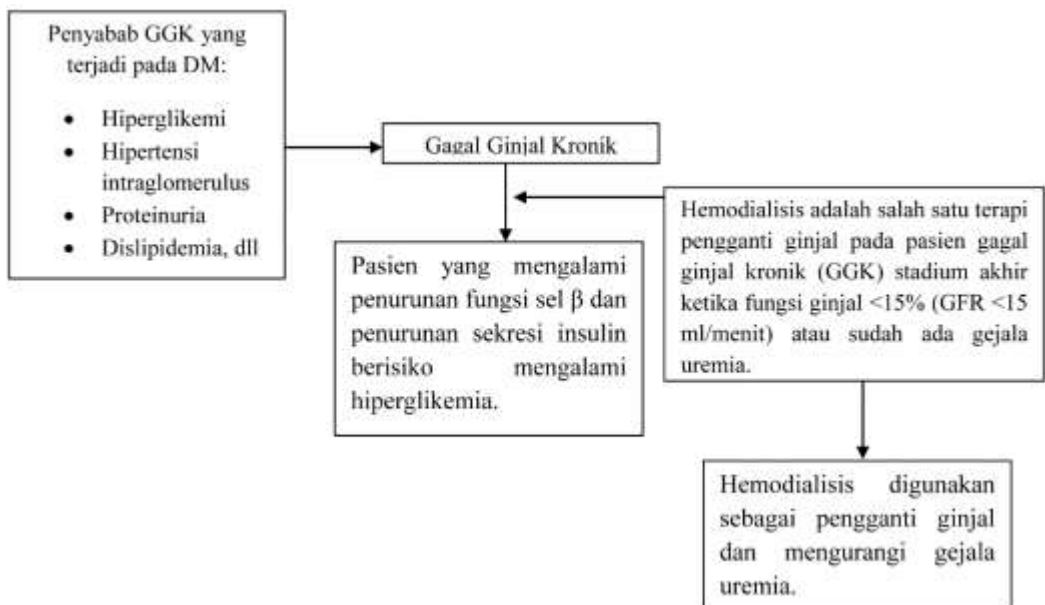 Penyabab GGK yang
terjadi pada DM:
• Hiperglikemi
• Hipertensi
intraglomerulus
• Proteinuria
• Dislipidemia, dll
Gagal Ginjal Kronik
Pasien yang mengalami
penurunan fungsi sel β dan
penurunan sekresi insulin
berisiko mengalami
hiperglikemia.
Hemodialisis adalah salah satu terapi
pengganti ginjal pada pasien gagal
ginjal kronik (GGK) stadium akhir
ketika fungsi ginjal <15% (GFR <15
ml/menit) atau sudah ada gejala
uremia.
Hemodialisis digunakan
sebagai pengganti ginjal
dan mengurangi gejala
uremia.